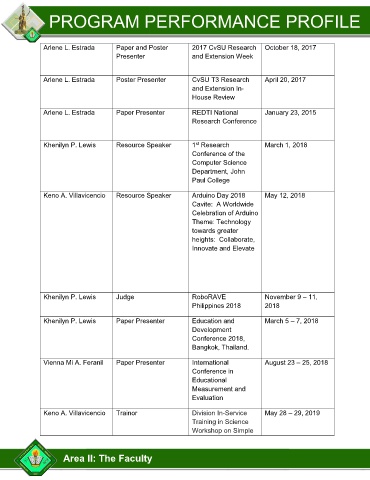 PROGRAM PERFORMANCE PROFILE
Arlene L. Estrada Paper and Poster 2017 CvSU Research October 18, 2017
Presenter and Extension Week
Arlene L. Estrada Poster Presenter CvSU T3 Research April 20, 2017
and Extension In-
House Review
Arlene L. Estrada Paper Presenter REDTI National January 23, 2015
Research Conference
Khenilyn P. Lewis Resource Speaker 1st Research March 1, 2018
Conference of the
Computer Science
Department, John
Paul College
Keno A. Villavicencio Resource Speaker Arduino Day 2018 May 12, 2018
Cavite: A Worldwide
Celebration of Arduino
Theme: Technology
towards greater
heights: Collaborate,
Innovate and Elevate
Khenilyn P. Lewis Judge RoboRAVE November 9 – 11,
Philippines 2018 2018
Khenilyn P. Lewis Paper Presenter Education and March 5 – 7, 2018
Development
Conference 2018,
Bangkok, Thailand.
Vienna Mi A. Feranil Paper Presenter International August 23 – 25, 2018
Conference in
Educational
Measurement and
Evaluation
Keno A. Villavicencio Trainor Division In-Service May 28 – 29, 2019
Training in Science
Workshop on Simple
Area II: The Faculty